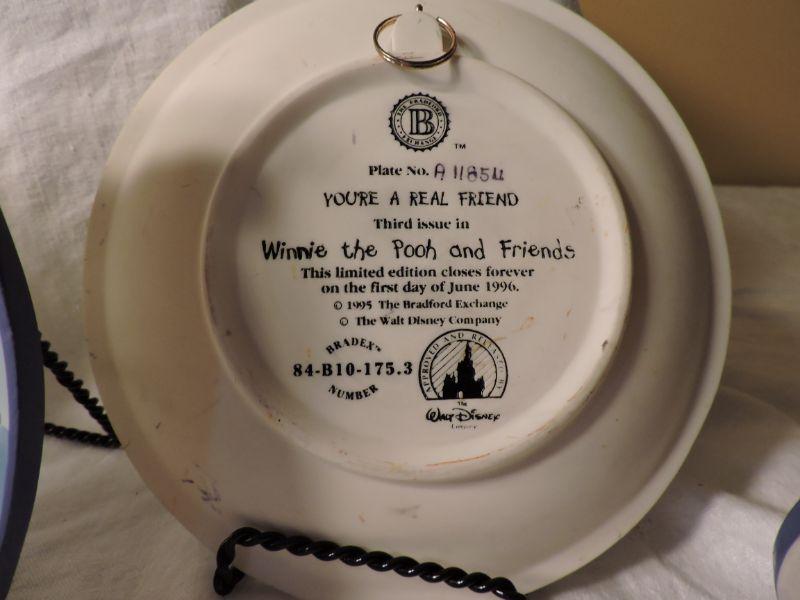 THE BRADFORD EXCHANGE
B
TM
Plate No. A 11854
YOU'RE A REAL FRIEND
Third issue in
Winnie the Pooh and Friends
This limited edition closes forever
on the first day of June 1996.
© 1995 The Bradford Exchange
© The Walt Disney Company
BRADEX™
84-B10-175.3
NUMBER
APPROVED AND RELEASED BY
The
WALT DISNEY
Company